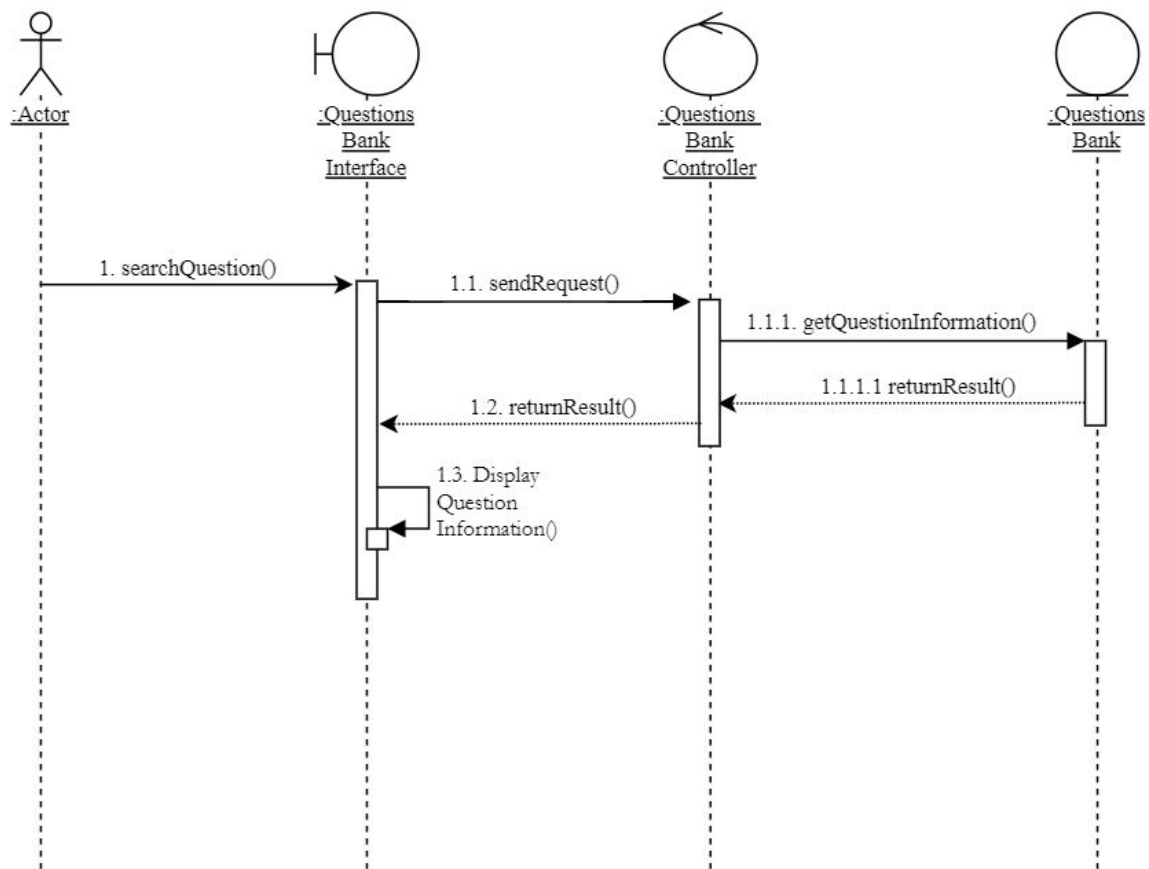 :Actor
:Questions
Bank
Interface
:Questions
Bank
Controller
:Questions
Bank
1. searchQuestion()
1.1. sendRequest()
1.1.1. getQuestionInformation()
1.1.1.1 returnResult()
1.2. returnResult()
1.3. Display
Question
Information()